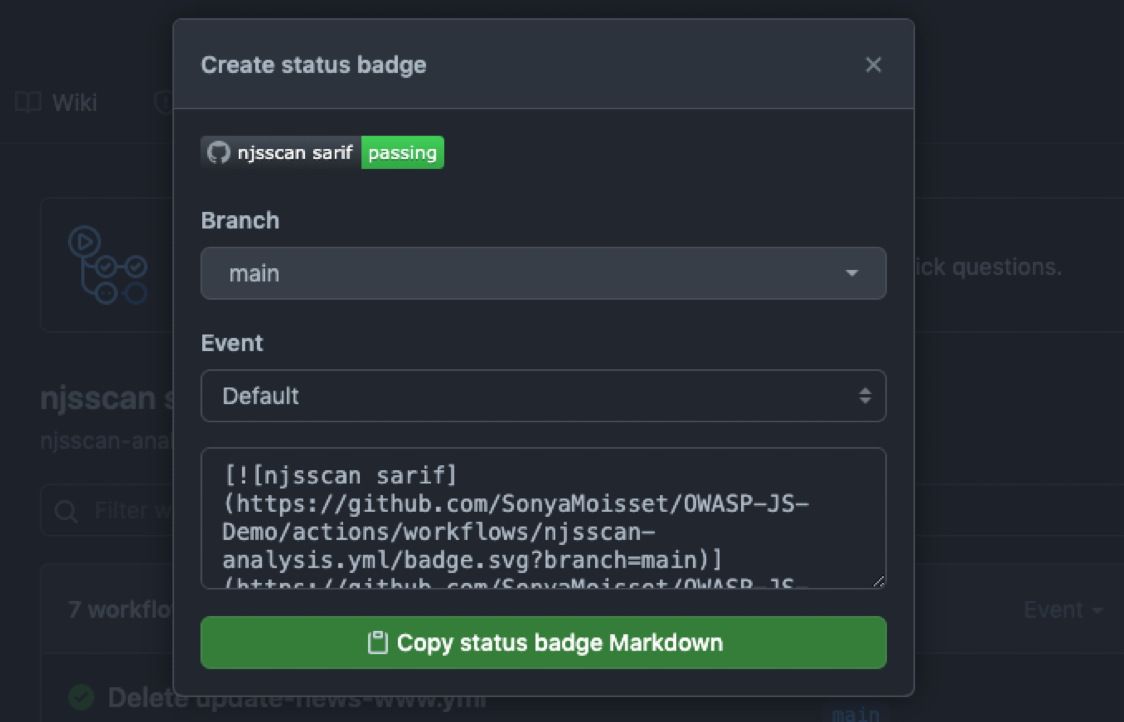 Create status badge
Wiki
njsscan sarif passing
Branch
main
ick questions.
Event
Default
njsscan s
njsscan-anal
[![njsscan sarif]
(https://github.com/SonyaMoisset/OWASP-JS-
Demo/actions/workflows/njsscan-
analysis.yml/badge.svg?branch=main)]
(https://github.com/SonyaMoisset/OWASP-JS-
Filter w
7 workflo
Event
Copy status badge Markdown
Delete update-news-www.yml
main